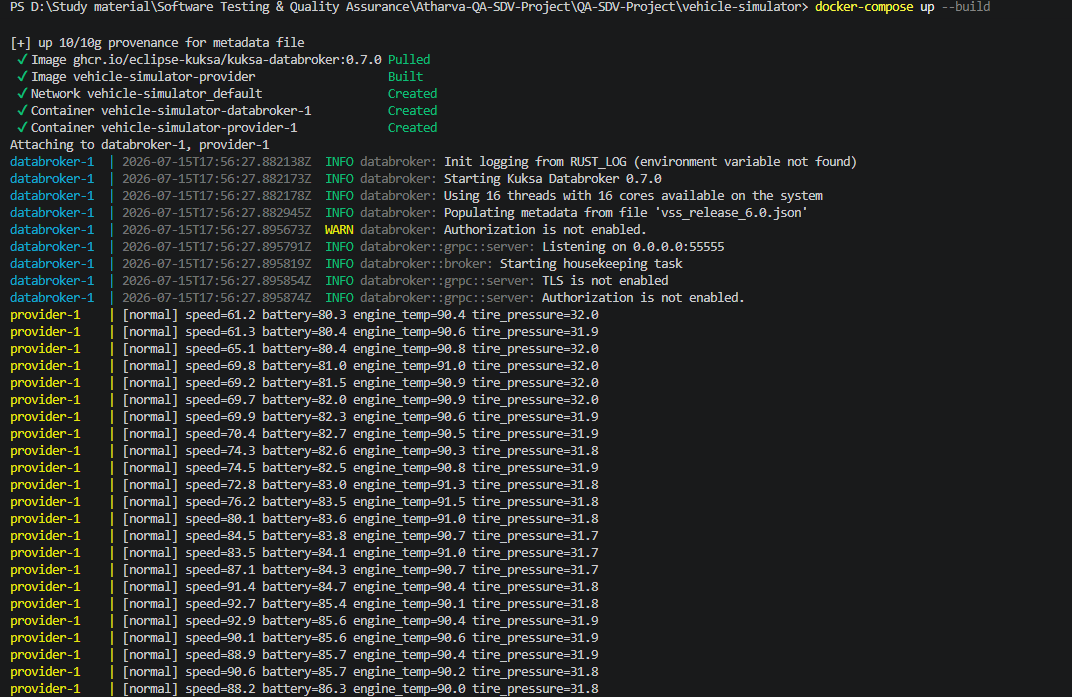 PS D:\Study material\Software Testing & Quality Assurance\Atharva-QA-SDV-Project\QA-SDV-Project\vehicle-simulator> docker-compose up --build
[+] up 10/10g provenance for metadata file
✓ Image ghcr.io/eclipse-kuksa/kuksa-databroker:0.7.0 Pulled
✓ Image vehicle-simulator-provider Built
✓ Network vehicle-simulator_default Created
✓ Container vehicle-simulator-databroker-1 Created
✓ Container vehicle-simulator-provider-1 Created
Attaching to databroker-1, provider-1
databroker-1 | 2026-07-15T17:56:27.882138Z INFO databroker: Init logging from RUST_LOG (environment variable not found)
databroker-1 | 2026-07-15T17:56:27.882173Z INFO databroker: Starting Kuksa Databroker 0.7.0
databroker-1 | 2026-07-15T17:56:27.882178Z INFO databroker: Using 16 threads with 16 cores available on the system
databroker-1 | 2026-07-15T17:56:27.882945Z INFO databroker: Populating metadata from file 'vss_release_6.0.json'
databroker-1 | 2026-07-15T17:56:27.895673Z WARN databroker: Authorization is not enabled.
databroker-1 | 2026-07-15T17:56:27.895791Z INFO databroker::grpc::server: Listening on 0.0.0.0:55555
databroker-1 | 2026-07-15T17:56:27.895819Z INFO databroker::broker: Starting housekeeping task
databroker-1 | 2026-07-15T17:56:27.895854Z INFO databroker::grpc::server: TLS is not enabled
databroker-1 | 2026-07-15T17:56:27.895874Z INFO databroker::grpc::server: Authorization is not enabled.
provider-1 | [normal] speed=61.2 battery=80.3 engine_temp=90.4 tire_pressure=32.0
provider-1 | [normal] speed=61.3 battery=80.4 engine_temp=90.6 tire_pressure=31.9
provider-1 | [normal] speed=65.1 battery=80.4 engine_temp=90.8 tire_pressure=32.0
provider-1 | [normal] speed=69.8 battery=81.0 engine_temp=91.0 tire_pressure=32.0
provider-1 | [normal] speed=69.2 battery=81.5 engine_temp=90.9 tire_pressure=32.0
provider-1 | [normal] speed=69.7 battery=82.0 engine_temp=90.9 tire_pressure=32.0
provider-1 | [normal] speed=69.9 battery=82.3 engine_temp=90.6 tire_pressure=31.9
provider-1 | [normal] speed=70.4 battery=82.7 engine_temp=90.5 tire_pressure=31.9
provider-1 | [normal] speed=74.3 battery=82.6 engine_temp=90.3 tire_pressure=31.8
provider-1 | [normal] speed=74.5 battery=82.5 engine_temp=90.8 tire_pressure=31.9
provider-1 | [normal] speed=72.8 battery=83.0 engine_temp=91.3 tire_pressure=31.8
provider-1 | [normal] speed=76.2 battery=83.5 engine_temp=91.5 tire_pressure=31.8
provider-1 | [normal] speed=80.1 battery=83.6 engine_temp=91.0 tire_pressure=31.8
provider-1 | [normal] speed=84.5 battery=83.8 engine_temp=90.7 tire_pressure=31.7
provider-1 | [normal] speed=83.5 battery=84.1 engine_temp=91.0 tire_pressure=31.7
provider-1 | [normal] speed=87.1 battery=84.3 engine_temp=90.7 tire_pressure=31.7
provider-1 | [normal] speed=91.4 battery=84.7 engine_temp=90.4 tire_pressure=31.8
provider-1 | [normal] speed=92.7 battery=85.4 engine_temp=90.1 tire_pressure=31.8
provider-1 | [normal] speed=92.9 battery=85.6 engine_temp=90.4 tire_pressure=31.9
provider-1 | [normal] speed=90.1 battery=85.6 engine_temp=90.6 tire_pressure=31.9
provider-1 | [normal] speed=88.9 battery=85.7 engine_temp=90.4 tire_pressure=31.9
provider-1 | [normal] speed=90.6 battery=85.7 engine_temp=90.2 tire_pressure=31.8
provider-1 | [normal] speed=88.2 battery=86.3 engine_temp=90.0 tire_pressure=31.8